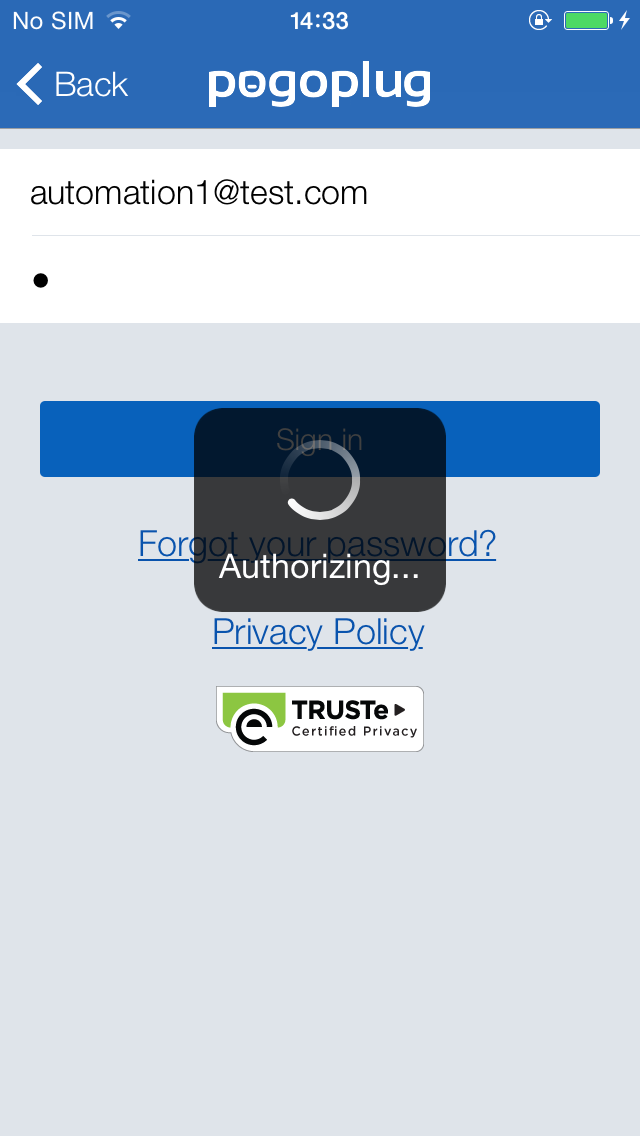 No SIM 14:33
Back pogoplug
automation1@test.com
Sign in
Forgot your password?
Authorizing...
Privacy Policy
TRUSTe
Certified Privacy